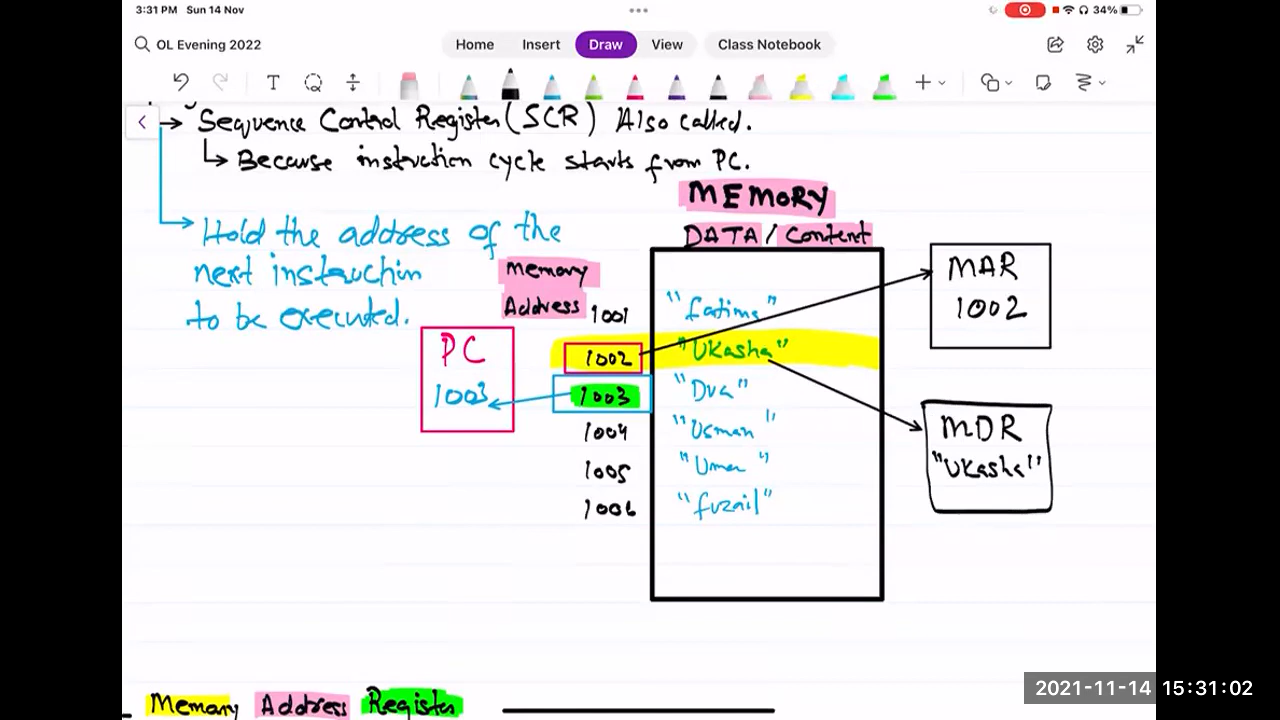 3:31 PM Sun 14 Nov
34%
OL Evening 2022
Home Insert Draw View Class Notebook
→ Sequence Control Register (SCR) Also called.
↳ Because instruction cycle starts from PC.
Hold the address of the
next instruction
to be executed.
MEMORY
DATA / Content
Memory
Address
1001 "fatima"
1002 "UKasha"
1003 "Dua"
1004 "Usman"
1005 "Umer"
1006 "fuzail"
PC
1003
MAR
1002
MDR
"UKasha"
Memory Address Register
2021-11-14 15:31:02